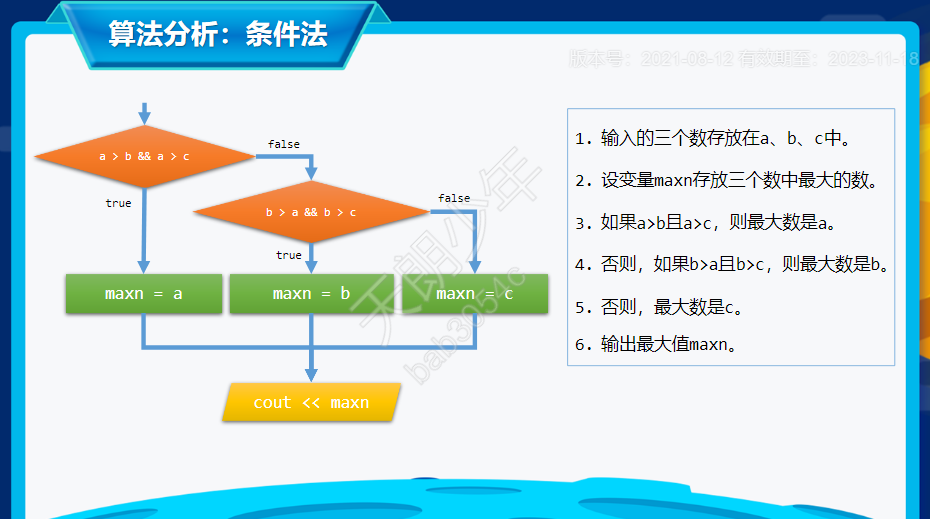 算法分析：条件法
版本号：2021-08-12 有效期至：2023-11-18
a > b && a > c
false
true
b > a && b > c
false
true
maxn = a
maxn = b
maxn = c
cout << maxn
1. 输入的三个数存放在a、b、c中。
2. 设变量maxn存放三个数中最大的数。
3. 如果a>b且a>c，则最大数是a。
4. 否则，如果b>a且b>c，则最大数是b。
5. 否则，最大数是c。
6. 输出最大值maxn。
天朗少年
bab3054c